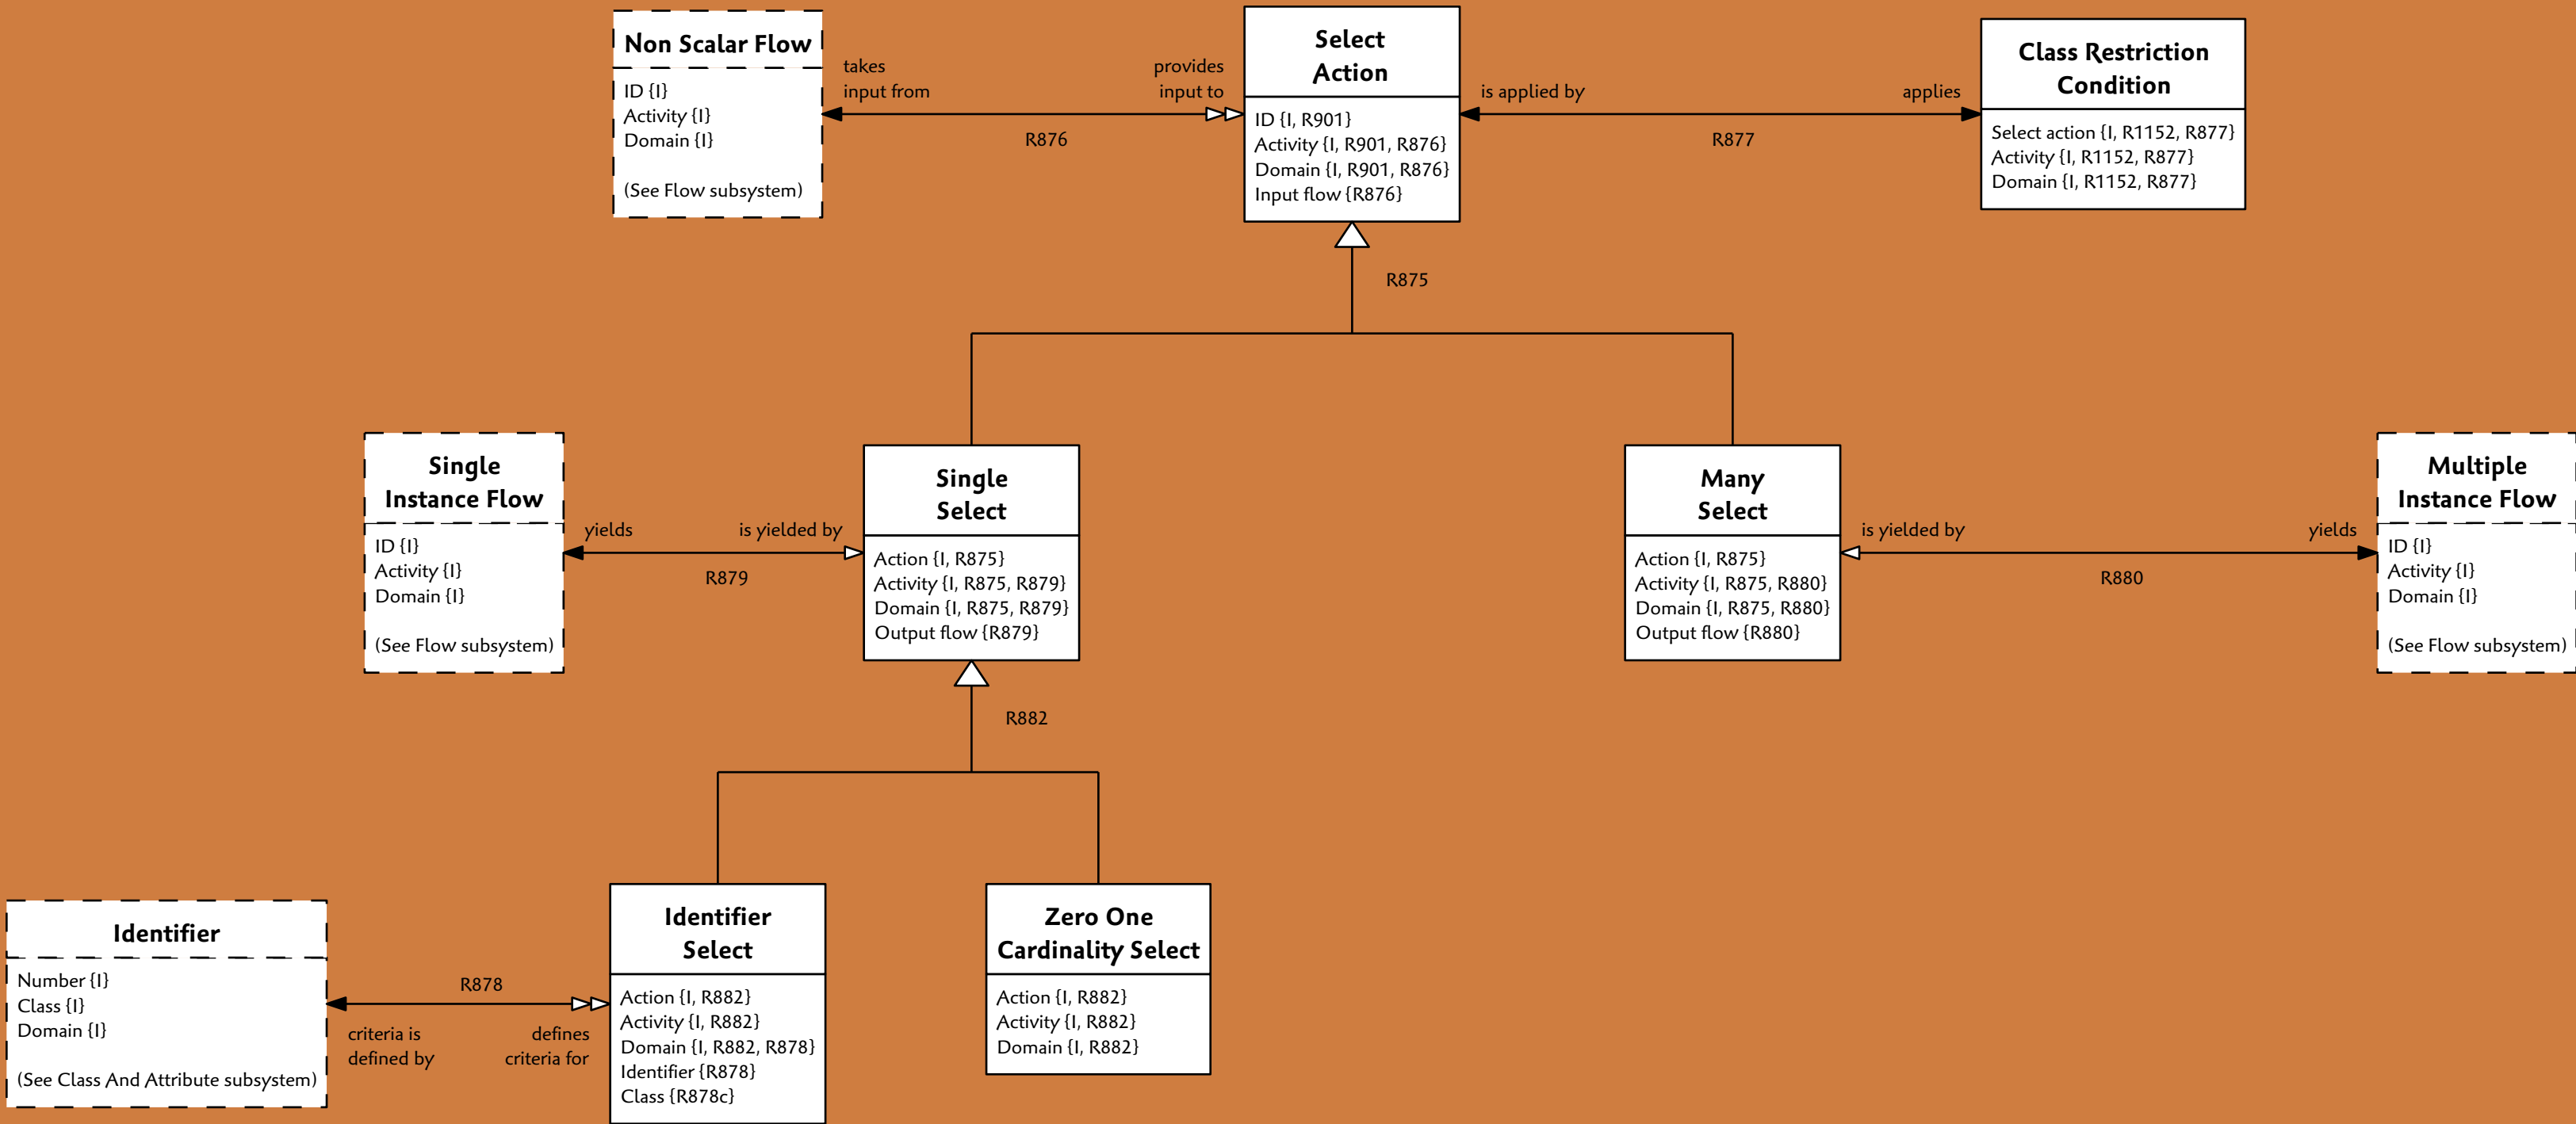 Non Scalar Flow
ID {I}
Activity {I}
Domain {I}
(See Flow subsystem)
takes
input from
provides
input to
R876
Select
Action
ID {I, R901}
Activity {I, R901, R876}
Domain {I, R901, R876}
Input flow {R876}
is applied by
applies
R877
Class Restriction
Condition
Select action {I, R1152, R877}
Activity {I, R1152, R877}
Domain {I, R1152, R877}
R875
Single
Instance Flow
ID {I}
Activity {I}
Domain {I}
(See Flow subsystem)
yields
is yielded by
R879
Single
Select
Action {I, R875}
Activity {I, R875, R879}
Domain {I, R875, R879}
Output flow {R879}
Many
Select
Action {I, R875}
Activity {I, R875, R880}
Domain {I, R875, R880}
Output flow {R880}
is yielded by
yields
R880
Multiple
Instance Flow
ID {I}
Activity {I}
Domain {I}
(See Flow subsystem)
R882
Identifier
Number {I}
Class {I}
Domain {I}
(See Class And Attribute subsystem)
R878
criteria is
defined by
defines
criteria for
Identifier
Select
Action {I, R882}
Activity {I, R882}
Domain {I, R882, R878}
Identifier {R878}
Class {R878c}
Zero One
Cardinality Select
Action {I, R882}
Activity {I, R882}
Domain {I, R882}